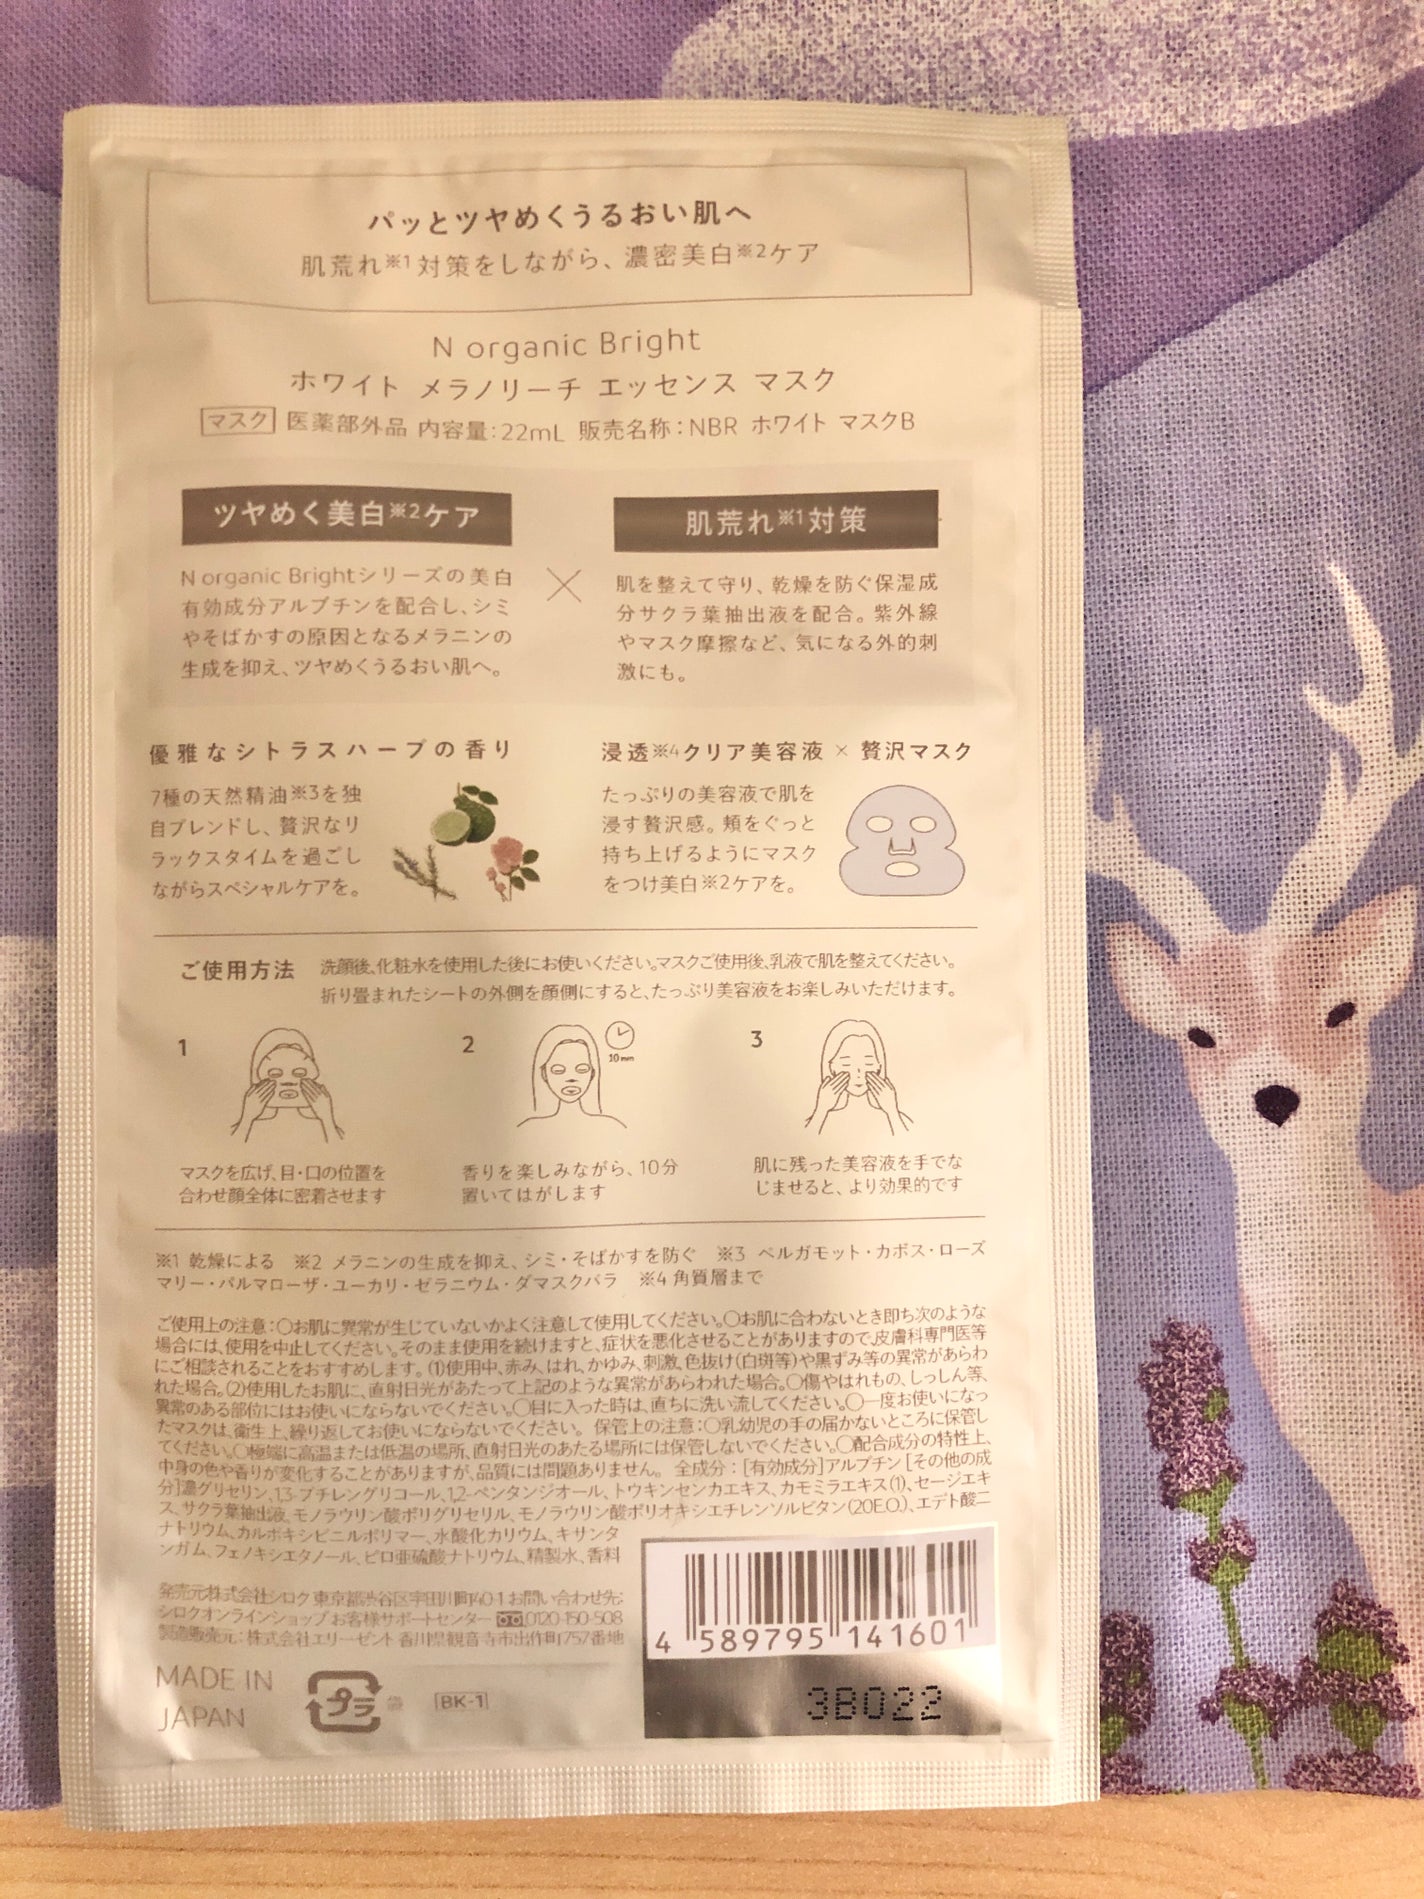 パッとツヤめくうるおい肌へ
肌荒れ※1対策をしながら、濃密美白※2ケア
N organic Bright
ホワイト メラノリーチ エッセンス マスク
マスク 医薬部外品 内容量:22mL 販売名称:NBR ホワイト マスクB
ツヤめく美白※2ケア
N organic Brightシリーズの美白
有効成分アルブチンを配合し、シミ
やそばかすの原因となるメラニンの
生成を抑え、ツヤめくうるおい肌へ。
×
肌荒れ※1対策
肌を整えて守り、乾燥を防ぐ保湿成
分サクラ葉抽出液を配合。紫外線
やマスク摩擦など、気になる外的刺
激にも。
優雅なシトラスハーブの香り
7種の天然精油※3を独
自ブレンドし、贅沢なリ
ラックスタイムを過ごし
ながらスペシャルケアを。
浸透※4クリア美容液 × 贅沢マスク
たっぷりの美容液で肌を
浸す贅沢感。頬をぐっと
持ち上げるようにマスク
をつけ美白※2ケアを。
ご使用方法
洗顔後、化粧水を使用した後にお使いください。マスクご使用後、乳液で肌を整えてください。
折り畳まれたシートの外側を顔側にすると、たっぷり美容液をお楽しみいただけます。
1
マスクを広げ、目・口の位置を
合わせ顔全体に密着させます
2
10min
香りを楽しみながら、10分
置いてはがします
3
肌に残った美容液を手でな
じませると、より効果的です
※1 乾燥による ※2 メラニンの生成を抑え、シミ・そばかすを防ぐ ※3 ベルガモット・カボス・ローズ
マリー・パルマローザ・ユーカリ・ゼラニウム・ダマスクバラ ※4 角質層まで
ご使用上の注意:○お肌に異常が生じていないかよく注意して使用してください。○お肌に合わないとき即ち次のような
場合には、使用を中止してください。そのまま使用を続けますと、症状を悪化させることがありますので、皮膚科専門医等
にご相談されることをおすすめします。(1)使用中、赤み、はれ、かゆみ、刺激、色抜け(白斑等)や黒ずみ等の異常があらわ
れた場合。(2)使用したお肌に、直射日光があたって上記のような異常があらわれた場合。○傷やはれもの、しっしん等、
異常のある部位にはお使いにならないでください。○目に入った時は、直ちに洗い流してください。○一度お使いになっ
たマスクは、衛生上、繰り返してお使いにならないでください。 保管上の注意:○乳幼児の手の届かないところに保管し
てください。○極端に高温または低温の場所、直射日光のあたる場所には保管しないでください。○配合成分の特性上、
中身の色や香りが変化することがありますが、品質には問題ありません。 全成分:[有効成分]アルブチン [その他の成
分]濃グリセリン、1,3-ブチレングリコール、1,2-ペンタンジオール、トウキンセンカエキス、カモミラエキス(1)、セージエキ
ス、サクラ葉抽出液、モノラウリン酸ポリグリセリル、モノラウリン酸ポリオキシエチレンソルビタン(20E.O.)、エデト酸二
ナトリウム、カルボキシビニルポリマー、水酸化カリウム、キサンタ
ンガム、フェノキシエタノール、ピロ亜硫酸ナトリウム、精製水、香料
発売元:株式会社シロク 東京都渋谷区宇田川町40-1 お問い合わせ先:
シロクオンラインショップ お客様サポートセンター 0120-150-508
製造販売元:株式会社エリーゼント 香川県観音寺市出作町757番地
MADE IN
JAPAN
プラ
袋
BK-1
4 589795 141601
3B022